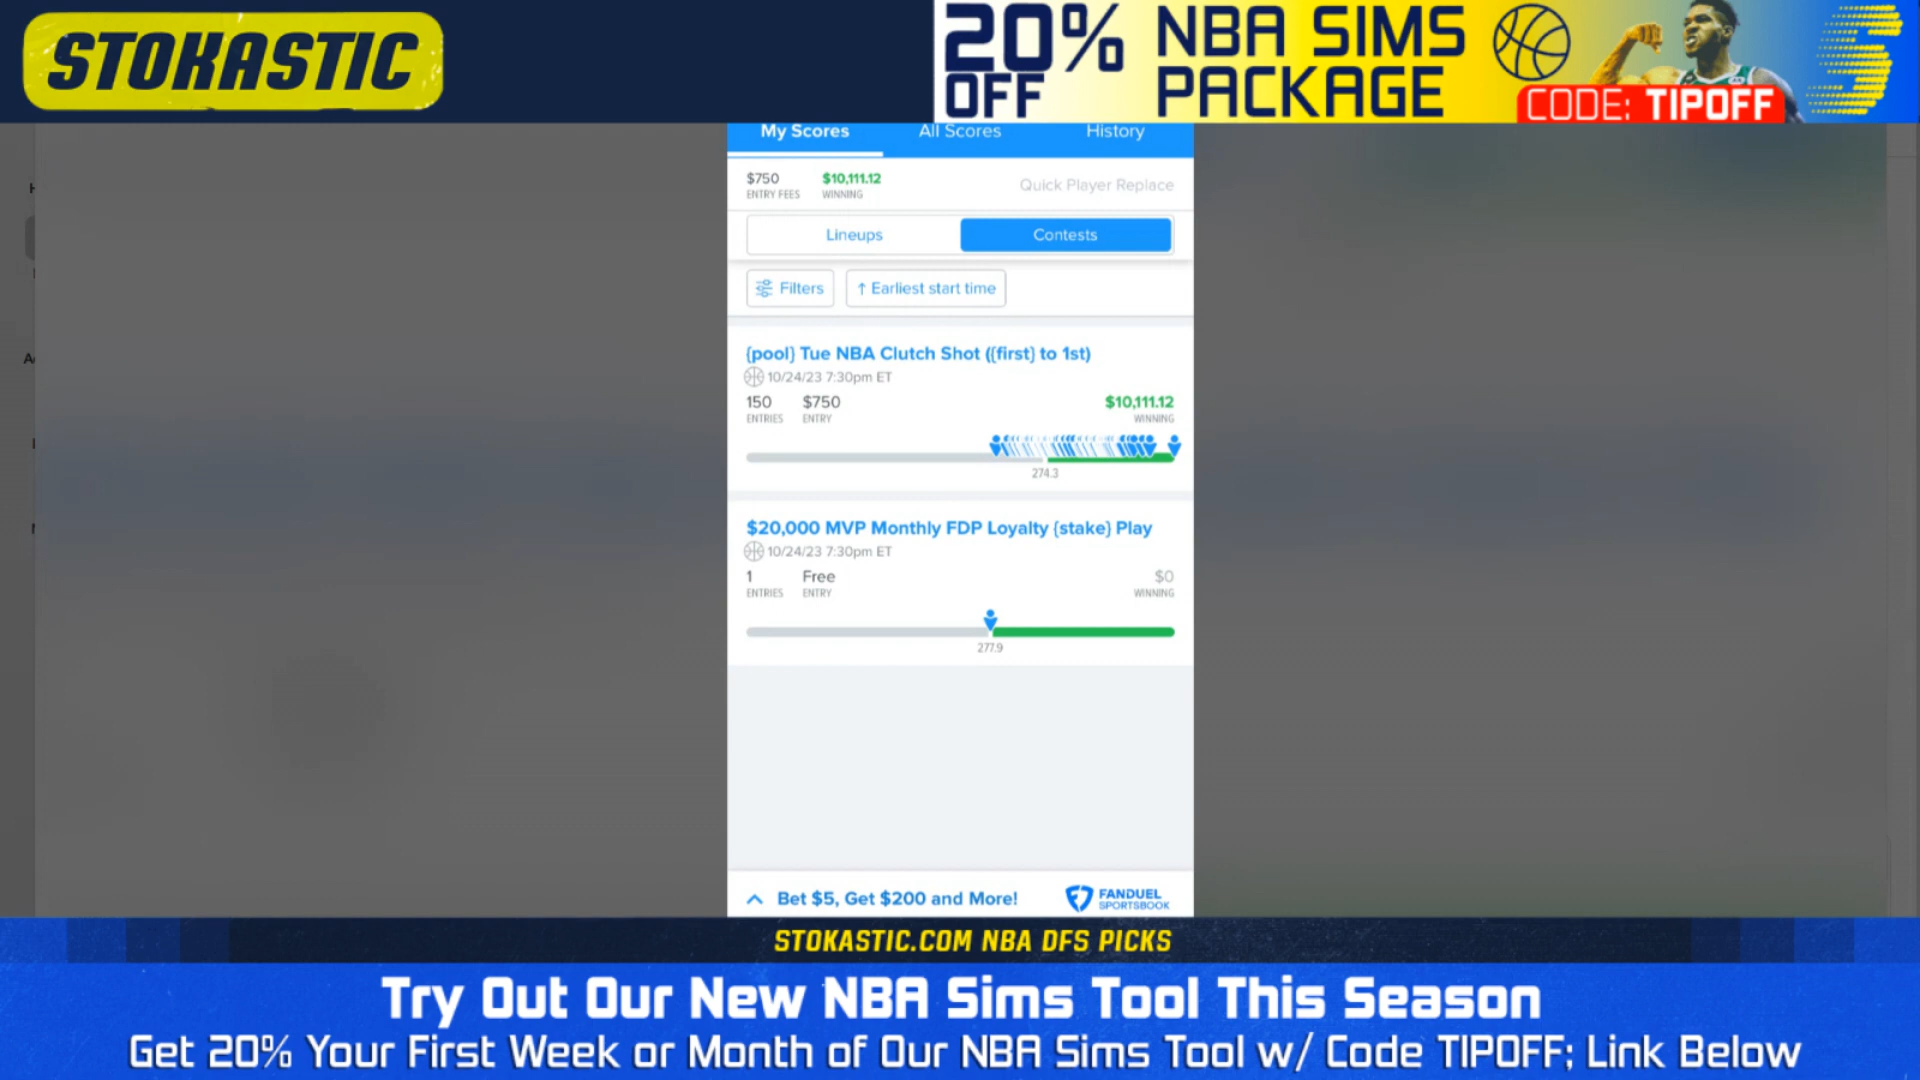 STOKASTIC
20% OFF
NBA SIMS
PACKAGE
CODE: TIPOFF
My Scores All Scores History
$750 $10,111.12 Quick Player Replace
ENTRY FEES WINNING
Lineups Contests
Filters ↑ Earliest start time
{pool} Tue NBA Clutch Shot ({first} to 1st)
10/24/23 7:30pm ET
150 $750 $10,111.12
ENTRIES ENTRY WINNING
274.3
$20,000 MVP Monthly FDP Loyalty {stake} Play
10/24/23 7:30pm ET
1 Free $0
ENTRIES ENTRY WINNING
277.9
Bet $5, Get $200 and More! FANDUEL
SPORTSBOOK
STOKASTIC.COM NBA DFS PICKS
Try Out Our New NBA Sims Tool This Season
Get 20% Your First Week or Month of Our NBA Sims Tool w/ Code TIPOFF; Link Below